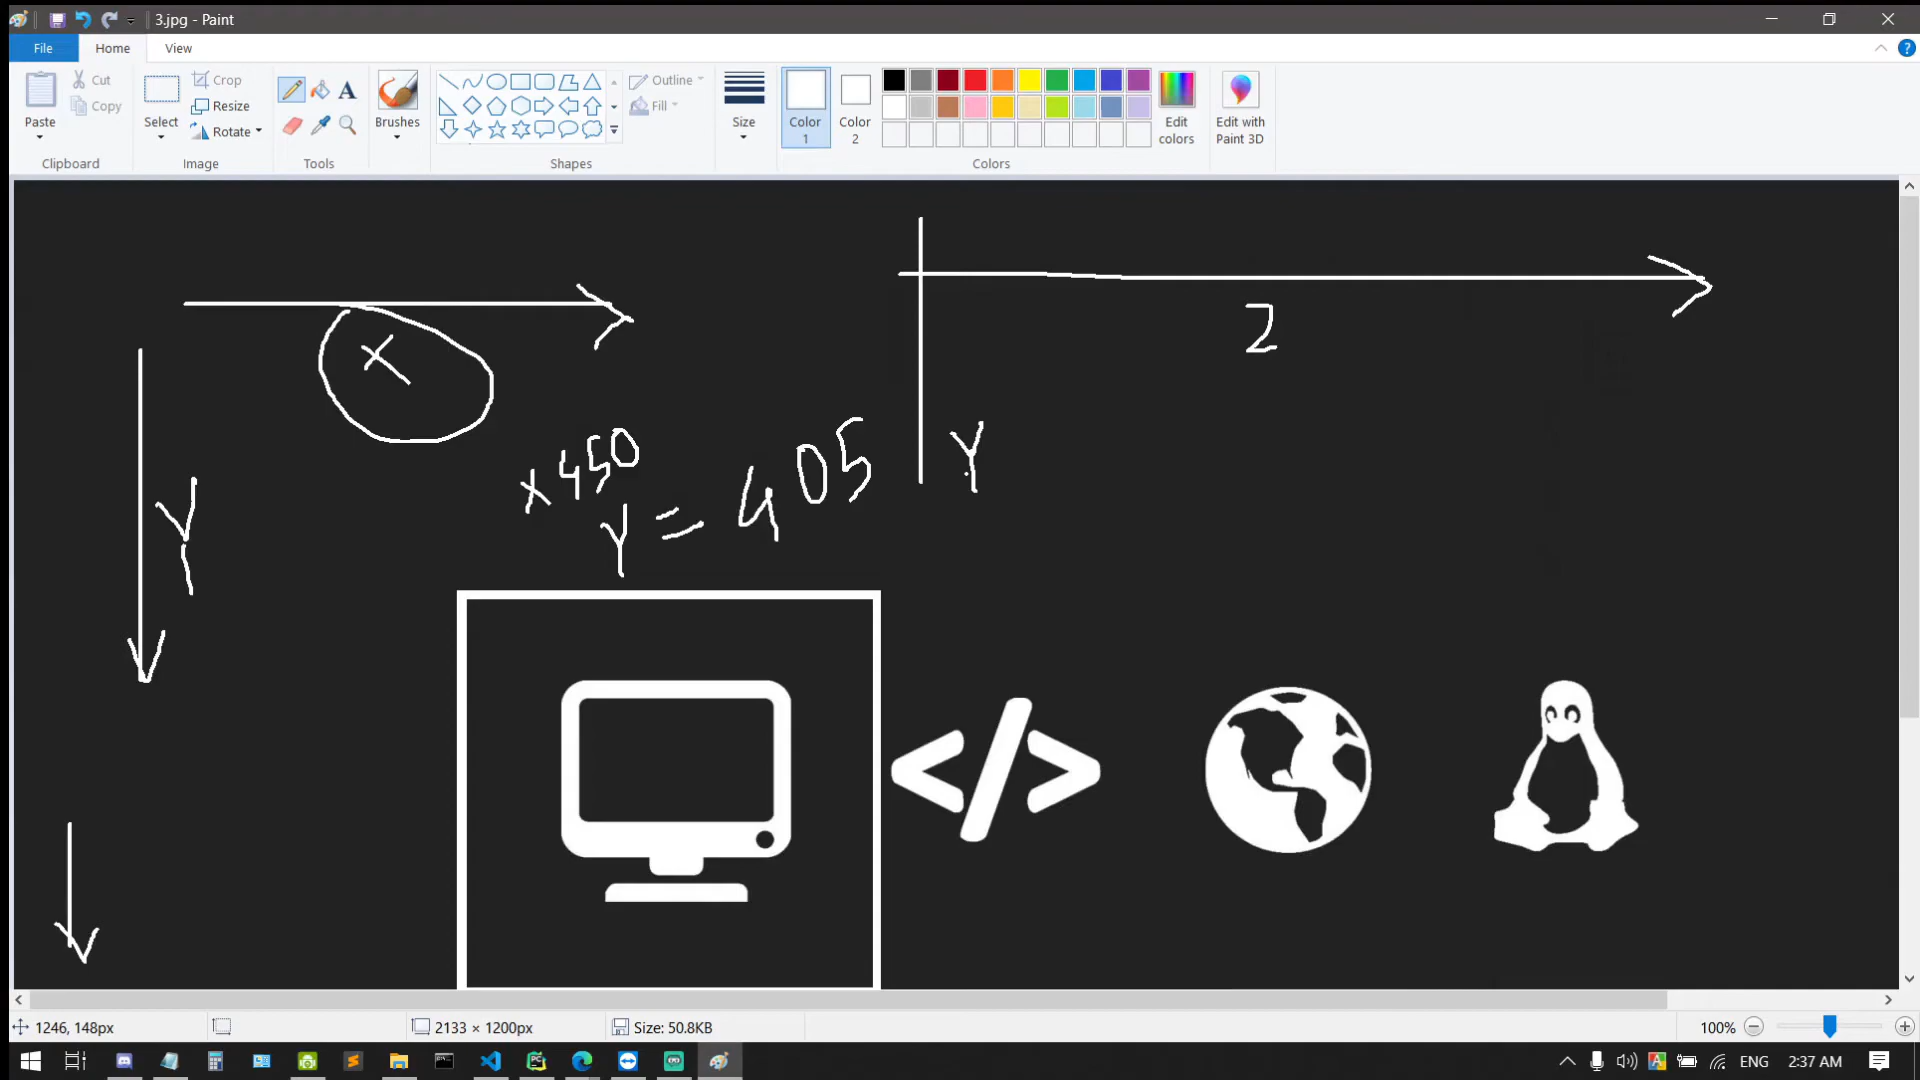 3.jpg - Paint
File Home View
Paste
Cut
Copy
Clipboard
Select
Crop
Resize
Rotate
Image
A
Tools
Brushes
Outline
Fill
Shapes
Size
Color 1
Color 2
Edit colors
Colors
Edit with Paint 3D
X
2
Y
Y
x450
Y = 405
</>
1246, 148px
2133 × 1200px
Size: 50.8KB
100%
ENG 2:37 AM